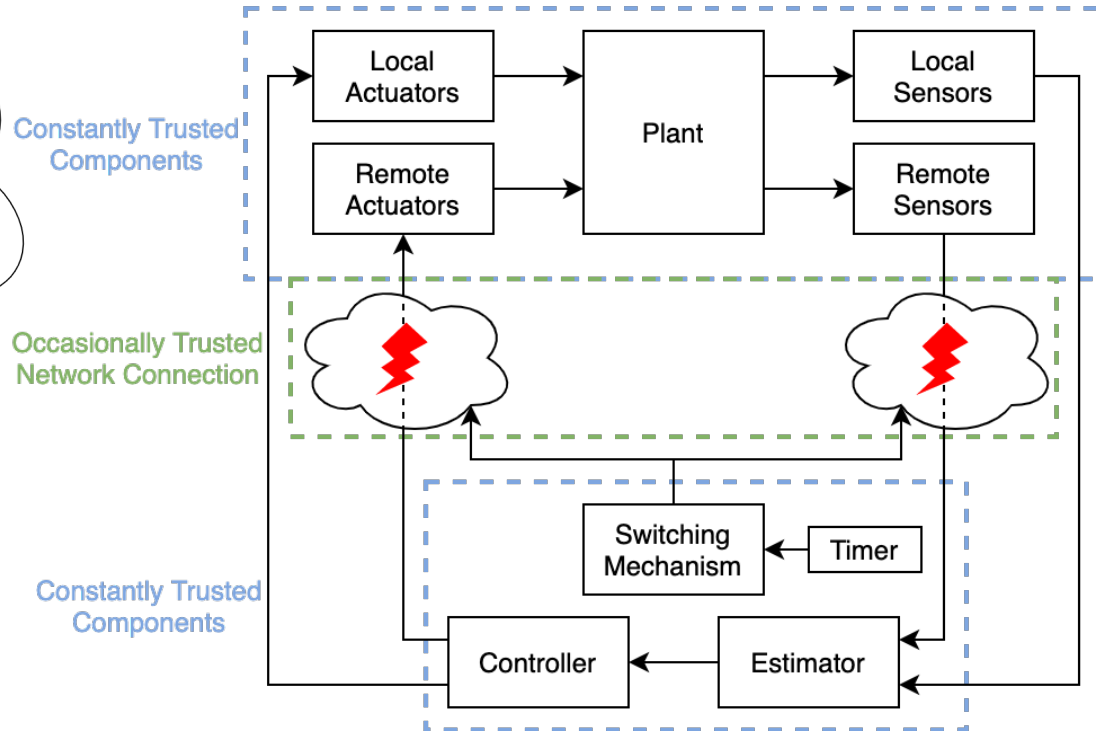 Local
Actuators
Plant
Local
Sensors
Constantly Trusted
Components
Remote
Actuators
Remote
Sensors
Occasionally Trusted
Network Connection
Switching
Mechanism
Timer
Constantly Trusted
Components
Controller
Estimator